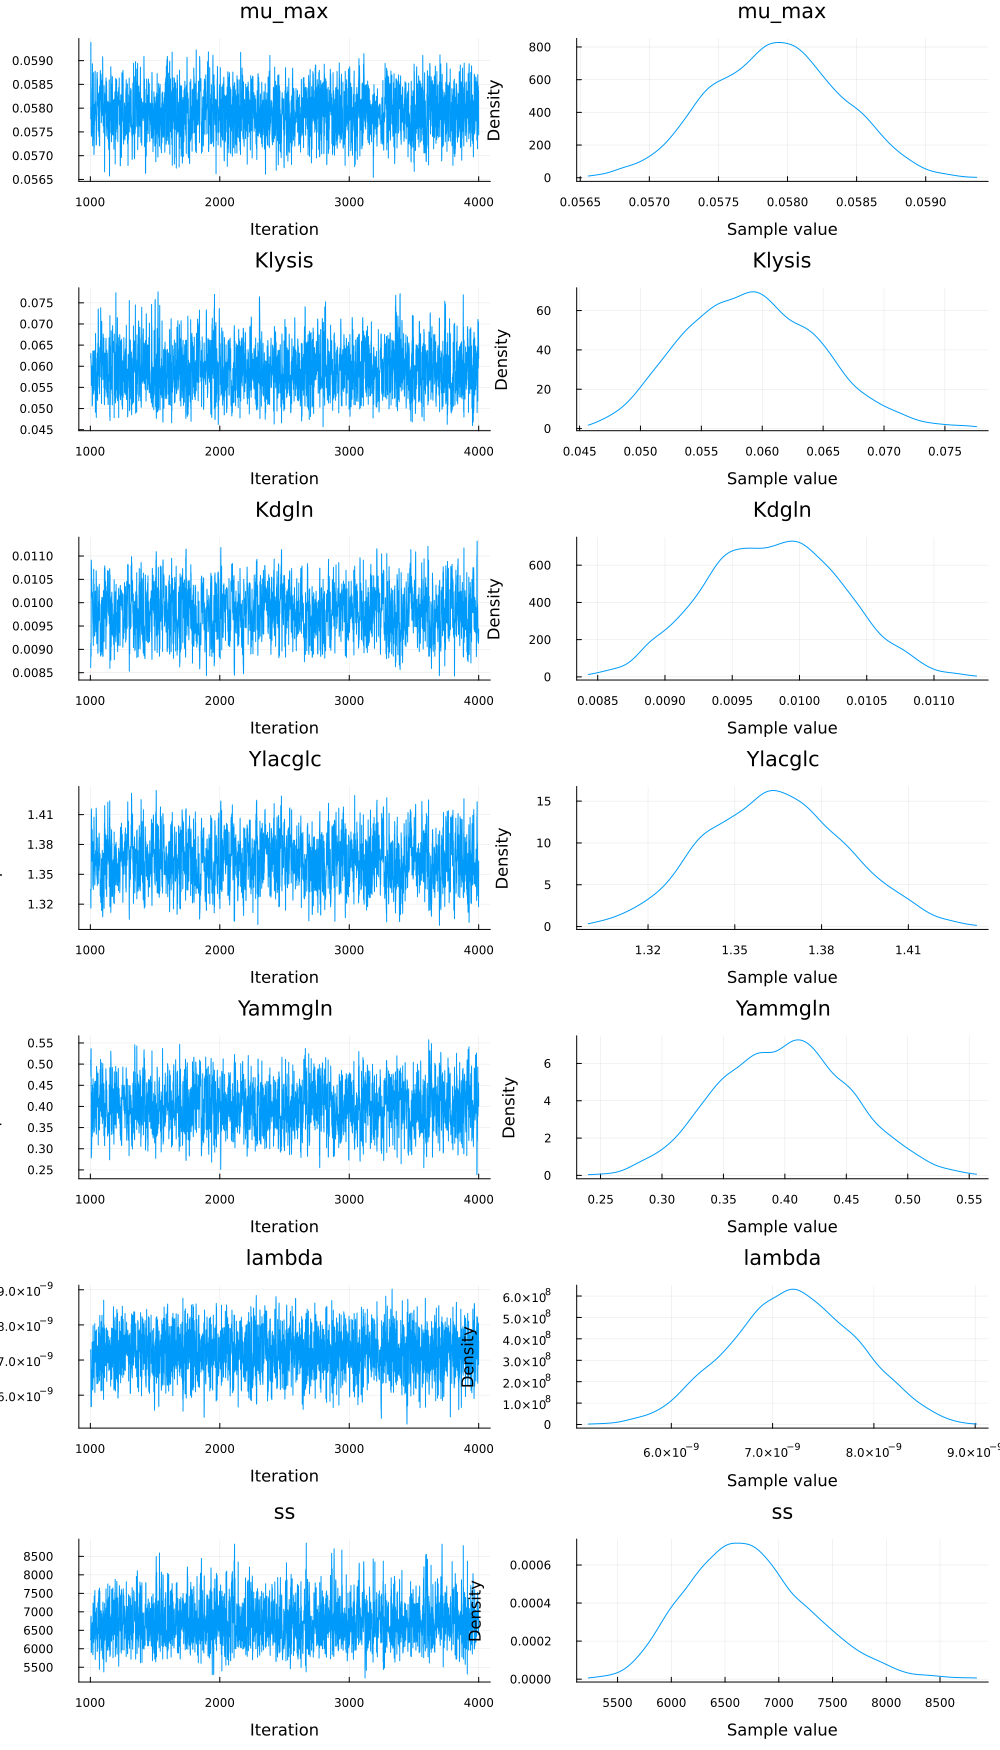 mu_max
mu_max
0.0590
0.0585
0.0580
0.0575
0.0570
0.0565
1000 2000 3000 4000
Iteration
Density
800
600
400
200
0
0.0565 0.0570 0.0575 0.0580 0.0585 0.0590
Sample value
Klysis
Klysis
0.075
0.070
0.065
0.060
0.055
0.050
0.045
1000 2000 3000 4000
Iteration
Density
60
40
20
0
0.045 0.050 0.055 0.060 0.065 0.070 0.075
Sample value
Kdgln
Kdgln
0.0110
0.0105
0.0100
0.0095
0.0090
0.0085
1000 2000 3000 4000
Iteration
Density
600
400
200
0
0.0085 0.0090 0.0095 0.0100 0.0105 0.0110
Sample value
Ylacglc
Ylacglc
1.41
1.38
1.35
1.32
1000 2000 3000 4000
Iteration
Density
15
10
5
0
1.32 1.35 1.38 1.41
Sample value
Yammgln
Yammgln
0.55
0.50
0.45
0.40
0.35
0.30
0.25
1000 2000 3000 4000
Iteration
Density
6
4
2
0
0.25 0.30 0.35 0.40 0.45 0.50 0.55
Sample value
lambda
lambda
9.0×10⁻⁹
8.0×10⁻⁹
7.0×10⁻⁹
6.0×10⁻⁹
1000 2000 3000 4000
Iteration
Density
6.0×10⁸
5.0×10⁸
4.0×10⁸
3.0×10⁸
2.0×10⁸
1.0×10⁸
0
6.0×10⁻⁹ 7.0×10⁻⁹ 8.0×10⁻⁹ 9.0×10⁻⁹
Sample value
ss
ss
8500
8000
7500
7000
6500
6000
5500
1000 2000 3000 4000
Iteration
Density
0.0006
0.0004
0.0002
0.0000
5500 6000 6500 7000 7500 8000 8500
Sample value